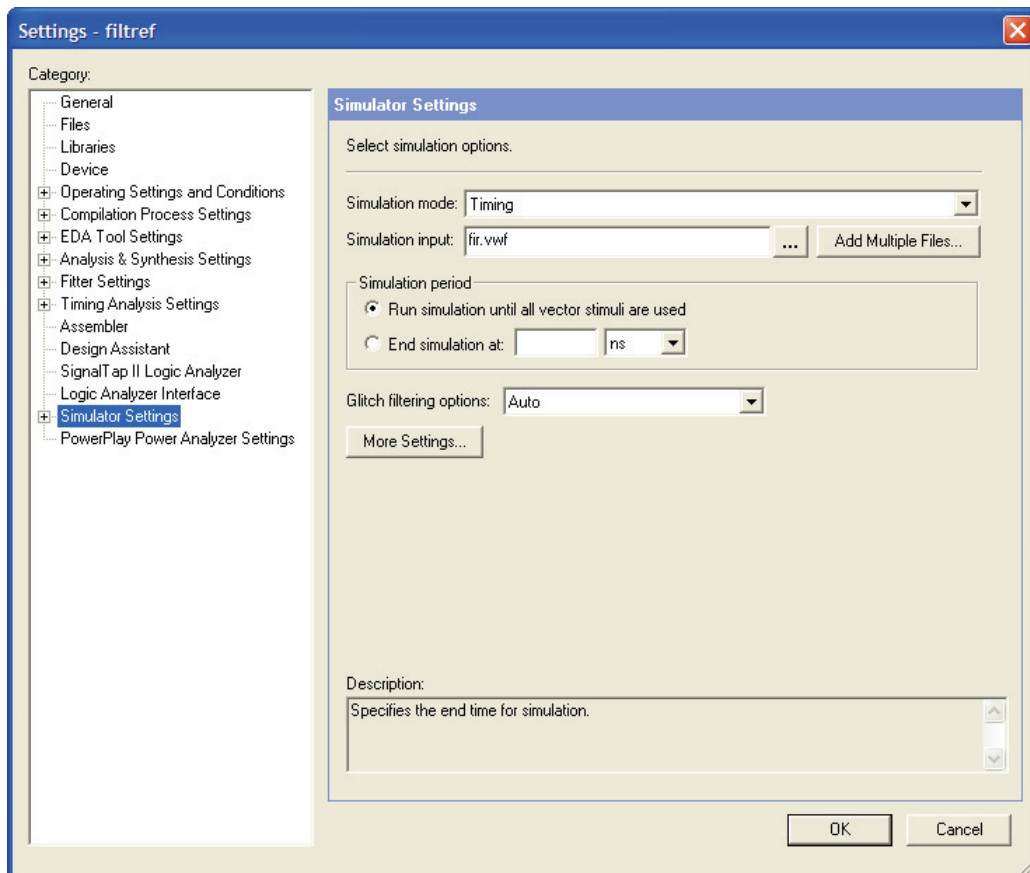 Settings - filtref
Category:
General
Files
Libraries
Device
Operating Settings and Conditions
Compilation Process Settings
EDA Tool Settings
Analysis & Synthesis Settings
Fitter Settings
Timing Analysis Settings
Assembler
Design Assistant
SignalTap II Logic Analyzer
Logic Analyzer Interface
Simulator Settings
PowerPlay Power Analyzer Settings
Simulator Settings
Select simulation options.
Simulation mode: Timing
Simulation input: fir.vwf ... Add Multiple Files...
Simulation period
Run simulation until all vector stimuli are used
End simulation at: ns
Glitch filtering options: Auto
More Settings...
Description:
Specifies the end time for simulation.
OK Cancel